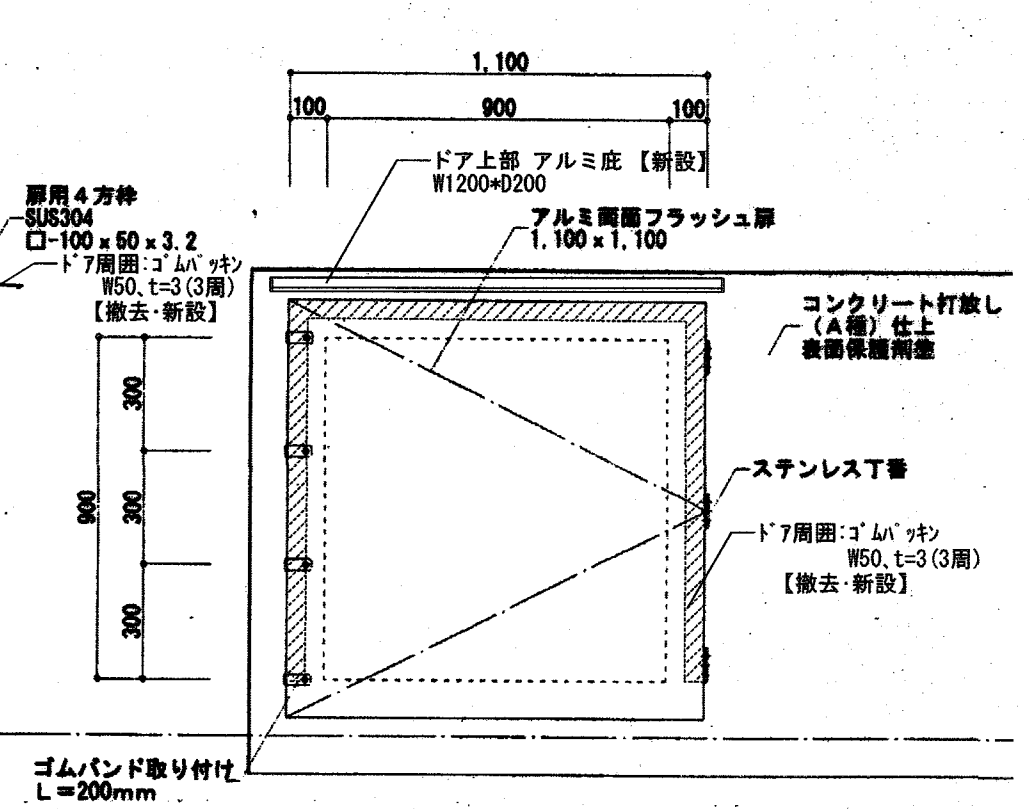 1,100
100
900
100
ドア上部 アルミ庇 【新設】
W1200*D200
扉用4方枠
SUS304
□-100x50x3.2
ドア周囲:ゴムパッキン
W50、t=3(3周)
【撤去・新設】
アルミ両面フラッシュ扉
1,100x1,100
コンクリート打放し
(A種)仕上
表面保護剤塗
300
900
300
300
ステンレス丁番
ドア周囲:ゴムパッキン
W50、t=3(3周)
【撤去・新設】
ゴムバンド取り付け
L=200mm